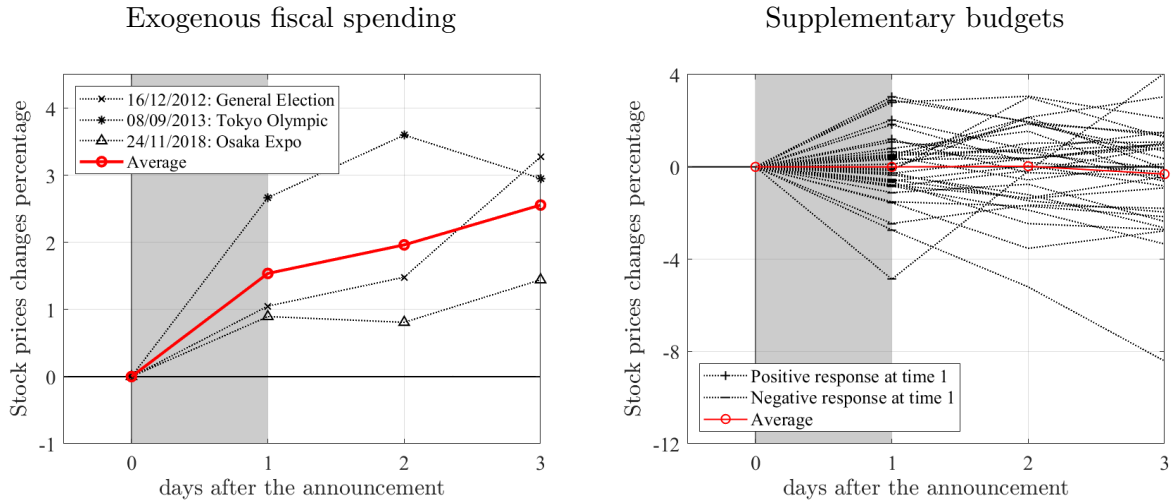 Exogenous fiscal spending
Stock prices changes percentage
4
3
2
1
0
-1
16/12/2012: General Election
08/09/2013: Tokyo Olympic
24/11/2018: Osaka Expo
Average
0 1 2 3
days after the announcement
Supplementary budgets
Stock prices changes percentage
4
0
-4
-8
-12
Positive response at time 1
Negative response at time 1
Average
0 1 2 3
days after the announcement